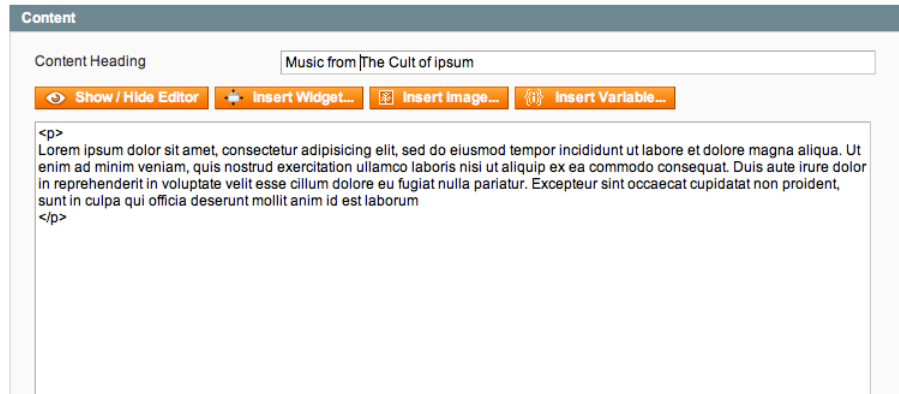 Content
Content Heading
Music from The Cult of ipsum
Show / Hide Editor Insert Widget... Insert Image... Insert Variable...
<p>
Lorem ipsum dolor sit amet, consectetur adipisicing elit, sed do eiusmod tempor incididunt ut labore et dolore magna aliqua. Ut
enim ad minim veniam, quis nostrud exercitation ullamco laboris nisi ut aliquip ex ea commodo consequat. Duis aute irure dolor
in reprehenderit in voluptate velit esse cillum dolore eu fugiat nulla pariatur. Excepteur sint occaecat cupidatat non proident,
sunt in culpa qui officia deserunt mollit anim id est laborum
</p>